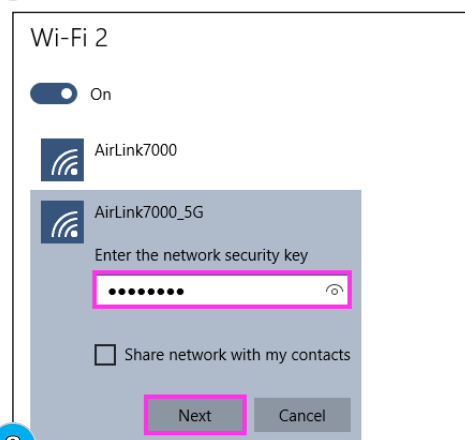 Wi-Fi 2
On
AirLink7000
AirLink7000_5G
Enter the network security key
●●●●●●●●
Share network with my contacts
Next Cancel